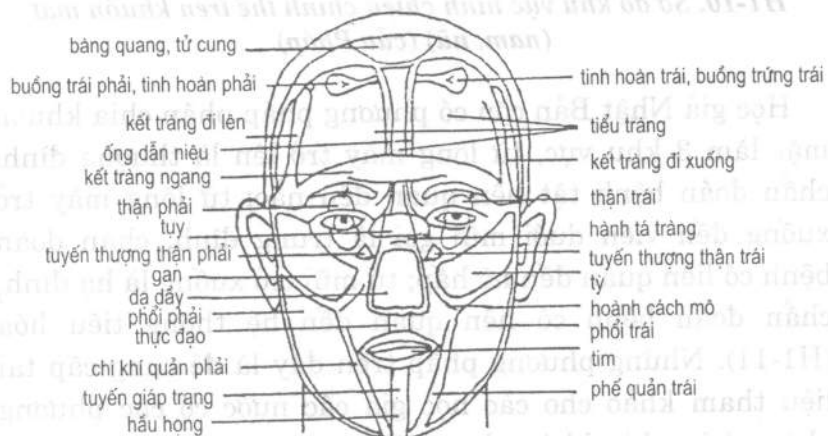 bàng quang, tử cung
buồng trái phải, tinh hoàn phải
kết tràng đi lên
ống dẫn niệu
kết tràng ngang
thận phải
tụy
tuyến thượng thận phải
gan
dạ dầy
phổi phải
thực đạo
chi khí quản phải
tuyến giáp trạng
hầu họng
tinh hoàn trái, buồng trứng trái
tiểu tràng
kết tràng đi xuống
thận trái
hành tá tràng
tuyến thượng thận trái
tỳ
hoành cách mô
phổi trái
tim
phế quản trái